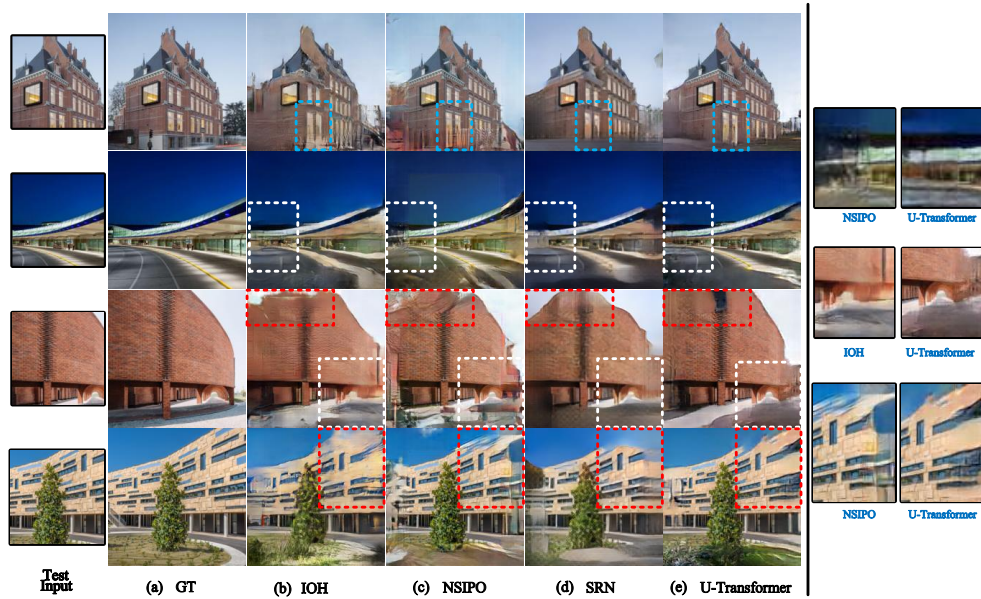 NSIPO
U-Transformer
IOH
U-Transformer
NSIPO
U-Transformer
Test
Input
(a) GT
(b) IOH
(c) NSIPO
(d) SRN
(e) U-Transformer